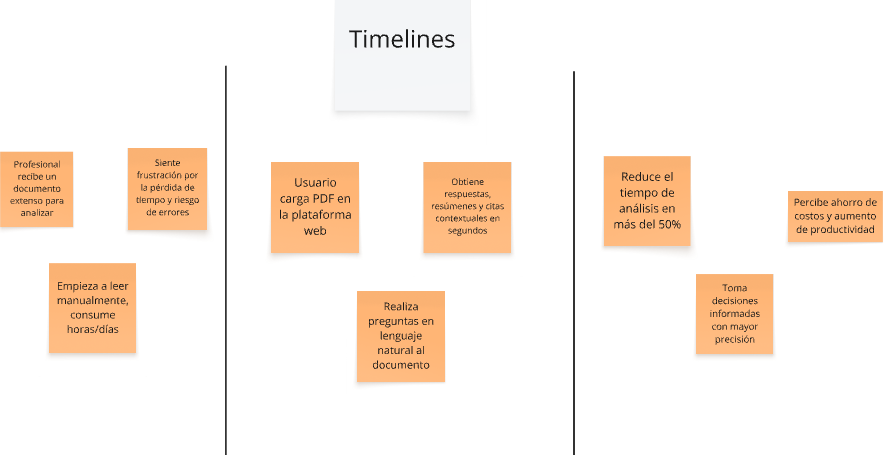 Timelines
Profesional
recibe un
documento
extenso para
analizar
Siente
frustración por
la pérdida de
tiempo y riesgo
de errores
Empieza a leer
manualmente,
consume
horas/días
Usuario
carga PDF en
la plataforma
web
Obtiene
respuestas,
resúmenes y citas
contextuales en
segundos
Realiza
preguntas en
lenguaje
natural al
documento
Reduce el
tiempo de
análisis en
más del 50%
Percibe ahorro de
costos y aumento
de productividad
Toma
decisiones
informadas
con mayor
precisión